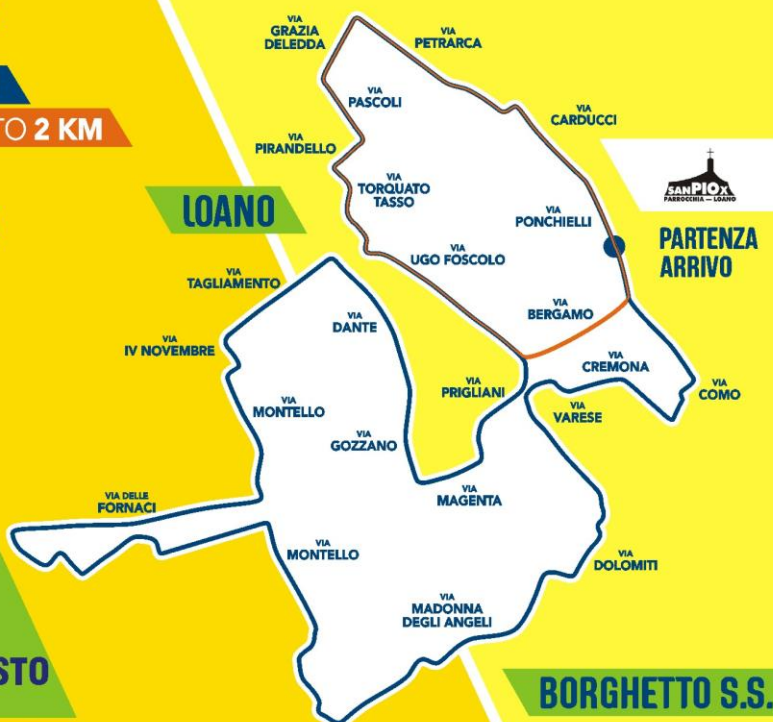 VIA
GRAZIA
DELEDDA
VIA
PETRARCA
VIA
PASCOLI
VIA
CARDUCCI
TO 2 KM
VIA
PIRANDELLO
VIA
TORQUATO
TASSO
SANPIOX
PARROCCHIA — LOANO
LOANO
VIA
PONCHIELLI
PARTENZA
ARRIVO
VIA
UGO FOSCOLO
VIA
TAGLIAMENTO
VIA
DANTE
VIA
BERGAMO
VIA
IV NOVEMBRE
VIA
CREMONA
VIA
PRIGLIANI
VIA
COMO
VIA
MONTELLO
VIA
VARESE
VIA
GOZZANO
VIA
MAGENTA
VIA DELLE
FORNACI
VIA
MONTELLO
VIA
DOLOMITI
VIA
MADONNA
DEGLI ANGELI
STO
BORGHETTO S.S.